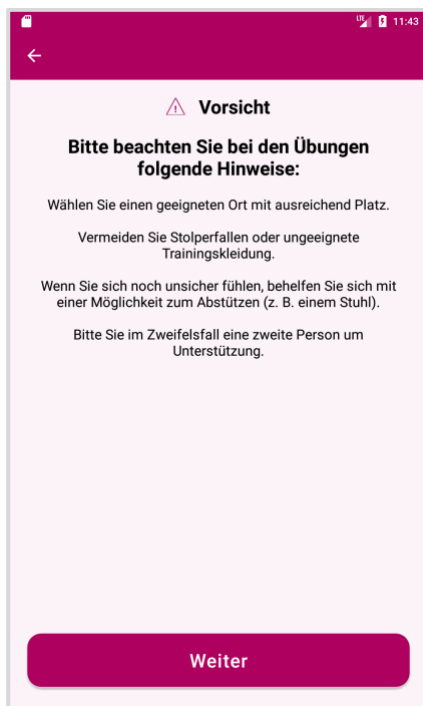 LTE 11:43
Vorsicht
Bitte beachten Sie bei den Übungen
folgende Hinweise:
Wählen Sie einen geeigneten Ort mit ausreichend Platz.
Vermeiden Sie Stolperfallen oder ungeeignete
Trainingskleidung.
Wenn Sie sich noch unsicher fühlen, behelfen Sie sich mit
einer Möglichkeit zum Abstützen (z. B. einem Stuhl).
Bitte Sie im Zweifelsfall eine zweite Person um
Unterstützung.
Weiter